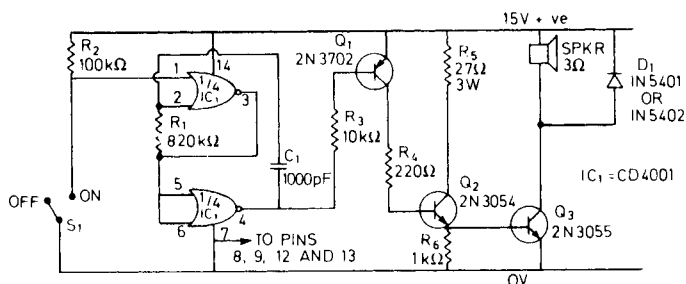 15V + ve
R2
100kΩ
1
14
1/4
IC1
3
2
R1
820kΩ
C1
1000pF
Q1
2N3702
R5
27Ω
3W
SPKR
3Ω
D1
IN5401
OR
IN5402
R3
10kΩ
R4
220Ω
IC1 = CD4001
OFF
ON
S1
5
1/4
IC1
4
6
7
TO PINS
8, 9, 12 AND 13
Q2
2N3054
Q3
2N3055
R6
1kΩ
0V